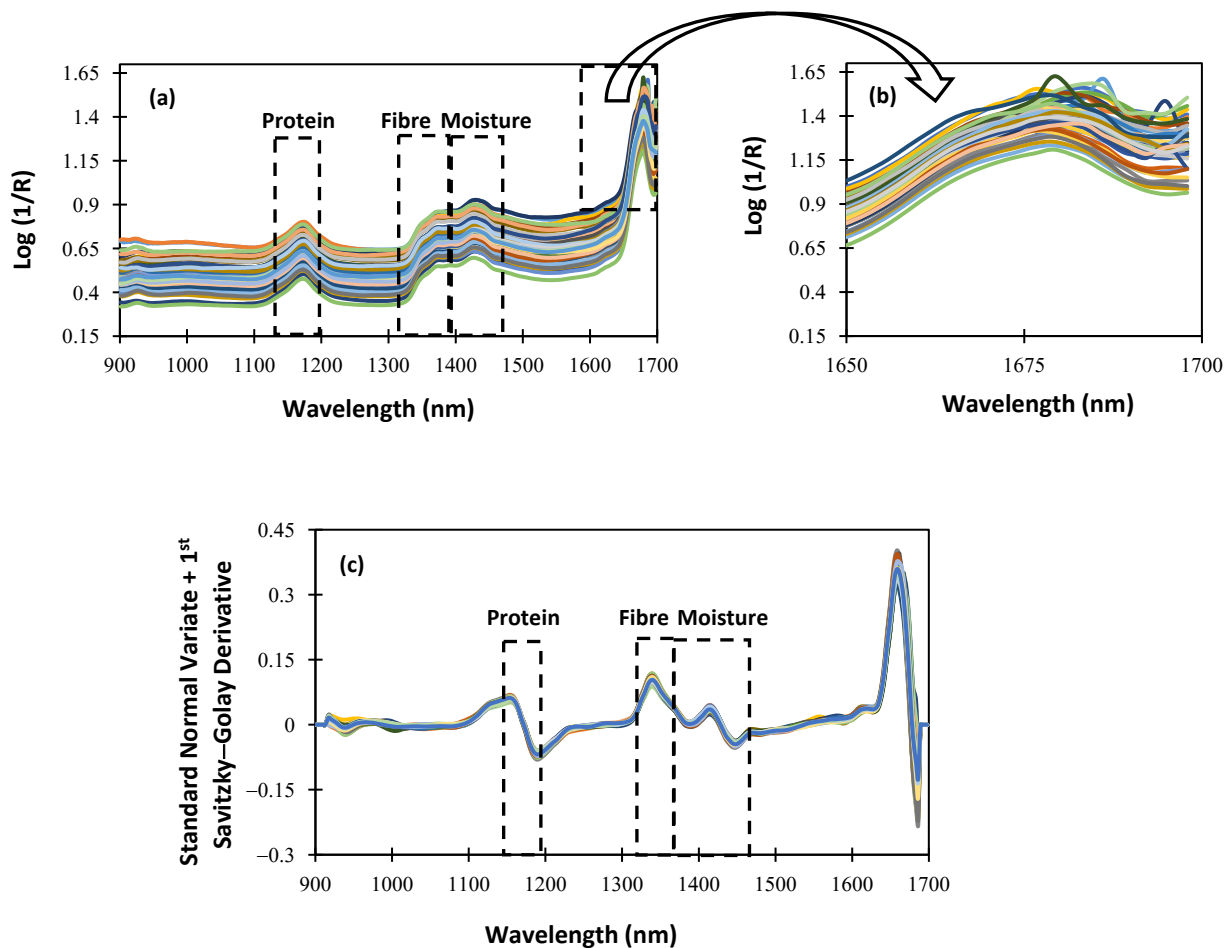 (a)
Protein
Fibre Moisture
Log (1/R)
1.65
1.4
1.15
0.9
0.65
0.4
0.15
900 1000 1100 1200 1300 1400 1500 1600 1700
Wavelength (nm)
(b)
Log (1/R)
1.65
1.4
1.15
0.9
0.65
0.4
0.15
1650 1675 1700
Wavelength (nm)
(c)
Protein
Fibre Moisture
Standard Normal Variate + 1st
Savitzky–Golay Derivative
0.45
0.3
0.15
0
−0.15
−0.3
900 1000 1100 1200 1300 1400 1500 1600 1700
Wavelength (nm)